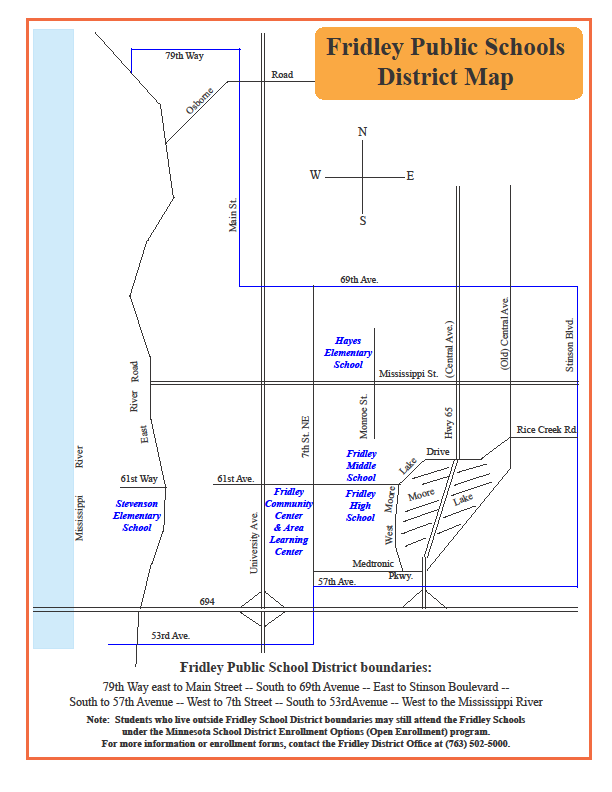 Fridley Public Schools
District Map
79th Way
Road
Osborne
N
W
E
S
Main St.
69th Ave.
Hayes
Elementary
School
Mississippi St.
(Central Ave.)
(Old) Central Ave.
Stinson Blvd.
River Road
East
Monroe St.
7th St. NE
Hwy 65
Rice Creek Rd
Fridley
Middle
School
Lake
Drive
61st Way
61st Ave.
Mississippi River
Stevenson
Elementary
School
Fridley
Community
Center
& Area
Learning
Center
Fridley
High
School
West Moore
Moore
Lake
University Ave.
Medtronic
Pkwy.
57th Ave.
694
53rd Ave.
Fridley Public School District boundaries:
79th Way east to Main Street -- South to 69th Avenue -- East to Stinson Boulevard --
South to 57th Avenue -- West to 7th Street -- South to 53rdAvenue -- West to the Mississippi River
Note: Students who live outside Fridley School District boundaries may still attend the Fridley Schools
under the Minnesota School District Enrollment Options (Open Enrollment) program.
For more information or enrollment forms, contact the Fridley District Office at (763) 502-5000.